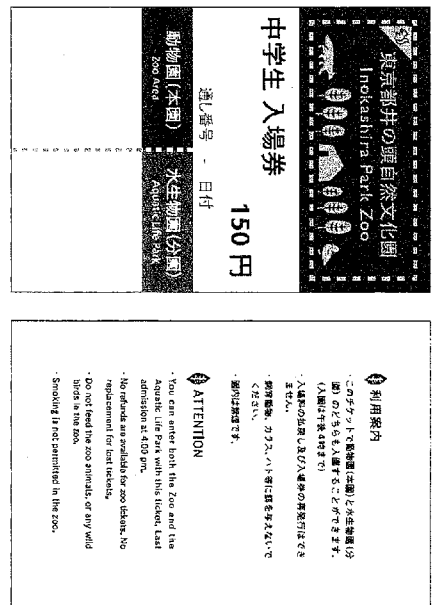 東京都井の頭自然文化園
Inokashira Park Zoo
中学生 入場券
150 円
通し番号 - 日付
動物園(本園)
Zoo Area
水生物園(分園)
Aquatic Life Park
利用案内
・このチケットで動物園(本園)と水生物園(分
園)のどちらも入園することができます。
(入園は午後4時まで)
・入場料の払戻し及び入場券の再発行はでき
ません。
・飼育動物、カラス、ハト等に餌を与えないで
ください。
・園内は禁煙です。
ATTENTION
・You can enter both the Zoo and the
Aquatic Life Park with this ticket. Last
admission at 4:00 pm.
・No refunds are available for zoo tickets. No
replacement for lost tickets.
・Do not feed the zoo animals, or any wild
birds in the zoo.
・Smoking is not permitted in the zoo.